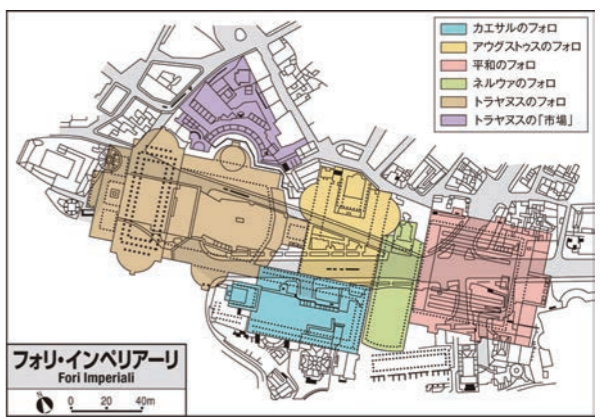 カエサルのフォロ
アウグストゥスのフォロ
平和のフォロ
ネルウァのフォロ
トラヤヌスのフォロ
トラヤヌスの「市場」
フォリ・インペリアーリ
Fori Imperiali
0 20 40m